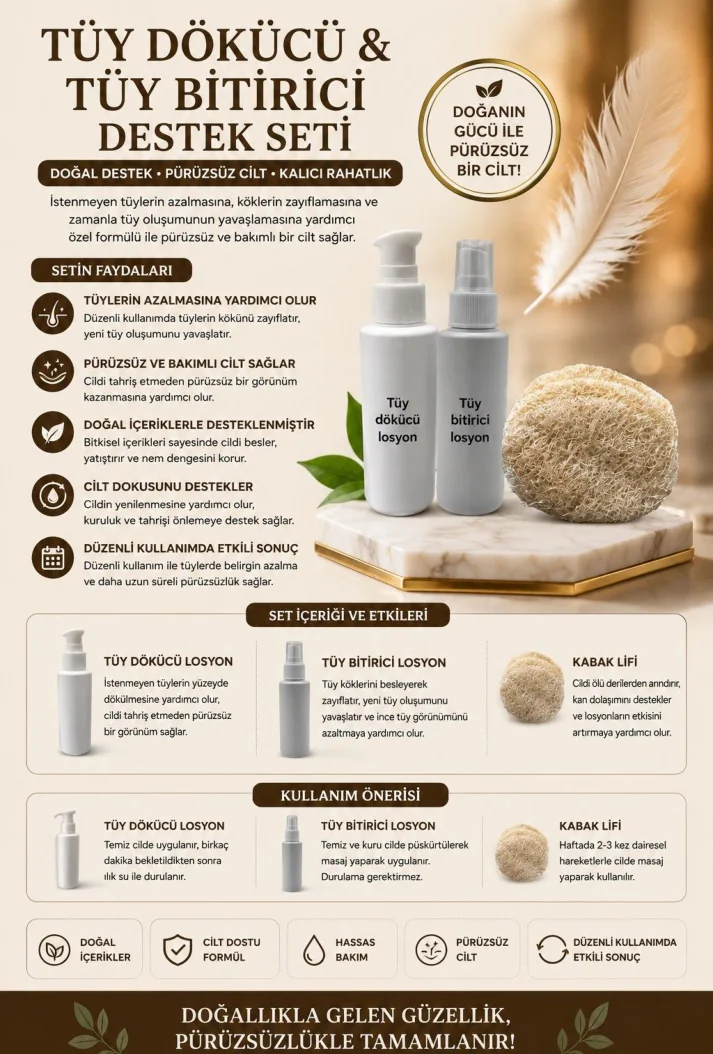 TÜY DÖKÜCÜ &
TÜY BİTİRİCİ
DESTEK SETİ
DOĞAL DESTEK • PÜRÜZSÜZ CİLT • KALICI RAHATLIK
İstenmeyen tüylerin azalmasına, köklerin zayıflamasına ve
zamanla tüy oluşumunun yavaşlamasına yardımcı
özel formülü ile pürüzsüz ve bakımlı bir cilt sağlar.
DOĞANIN
GÜCÜ İLE
PÜRÜZSÜZ
BİR CİLT!
SETİN FAYDALARI
TÜYLERİN AZALMASINA YARDIMCI OLUR
Düzenli kullanımda tüylerin kökünü zayıflatır,
yeni tüy oluşumunu yavaşlatır.
PÜRÜZSÜZ VE BAKIMLI CİLT SAĞLAR
Cildi tahriş etmeden pürüzsüz bir görünüm
kazanmasına yardımcı olur.
DOĞAL İÇERİKLERLE DESTEKLENMİŞTİR
Bitkisel içerikleri sayesinde cildi besler,
yatıştırır ve nem dengesini korur.
CİLT DOKUSUNU DESTEKLER
Cildin yenilenmesine yardımcı olur,
kuruluk ve tahrişi önlemeye destek sağlar.
DÜZENLİ KULLANIMDA ETKİLİ SONUÇ
Düzenli kullanım ile tüylerde belirgin azalma
ve daha uzun süreli pürüzsüzlük sağlar.
Tüy
dökücü
losyon
Tüy
bitirici
losyon
SET İÇERİĞİ VE ETKİLERİ
TÜY DÖKÜCÜ LOSYON
İstenmeyen tüylerin yüzeyde
dökülmesine yardımcı olur,
cildi tahriş etmeden pürüzsüz
bir görünüm sağlar.
TÜY BİTİRİCİ LOSYON
Tüy köklerini besleyerek
zayıflatır, yeni tüy oluşumunu
yavaşlatır ve ince tüy görünümünü
azaltmaya yardımcı olur.
KABAK LİFİ
Cildi ölü derilerden arındırır,
kan dolaşımını destekler
ve losyonların etkisini
artırmaya yardımcı olur.
KULLANIM ÖNERİSİ
TÜY DÖKÜCÜ LOSYON
Temiz cilde uygulanır, birkaç
dakika bekletildikten sonra
ılık su ile durulanır.
TÜY BİTİRİCİ LOSYON
Temiz ve kuru cilde püskürtülerek
masaj yaparak uygulanır.
Durulama gerektirmez.
KABAK LİFİ
Haftada 2-3 kez dairesel
hareketlerle cilde masaj
yaparak kullanılır.
DOĞAL
İÇERİKLER
CİLT DOSTU
FORMÜL
HASSAS
BAKIM
PÜRÜZSÜZ
CİLT
DÜZENLİ KULLANIMDA
ETKİLİ SONUÇ
DOĞALLIKLA GELEN GÜZELLİK,
PÜRÜZSÜZLÜKLE TAMAMLANIR!